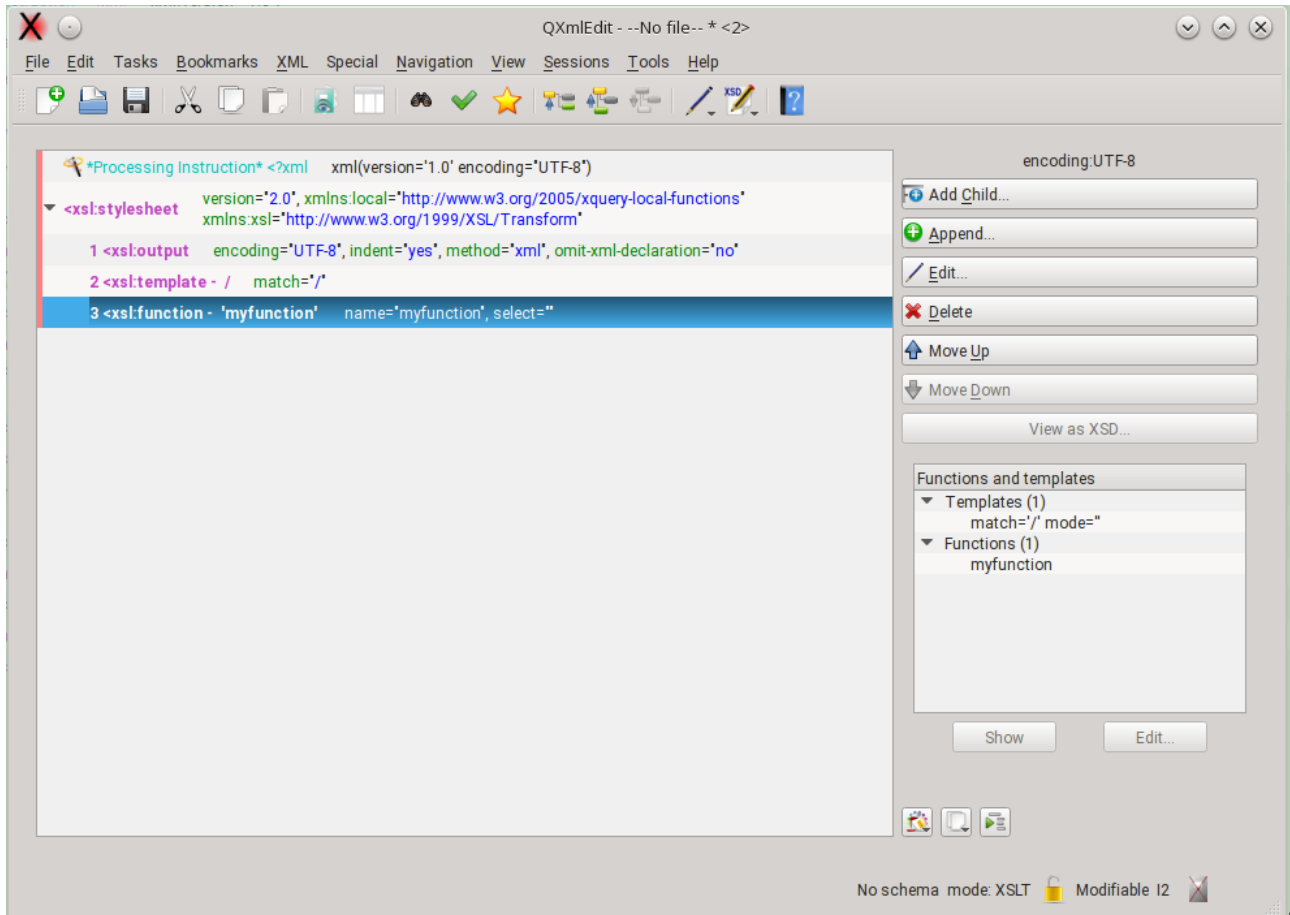 QXmlEdit - --No file-- * <2>
File Edit Tasks Bookmarks XML Special Navigation View Sessions Tools Help
XSD
?
*Processing Instruction* <?xml xml(version='1.0' encoding="UTF-8")
<xsl:stylesheet version="2.0", xmlns:local="http://www.w3.org/2005/xquery-local-functions"
xmlns:xsl="http://www.w3.org/1999/XSL/Transform"
1 <xsl:output encoding="UTF-8", indent="yes", method="xml", omit-xml-declaration="no"
2 <xsl:template - / match="/"
3 <xsl:function - 'myfunction' name="myfunction", select=""
encoding:UTF-8
Add Child...
Append...
Edit...
Delete
Move Up
Move Down
View as XSD...
Functions and templates
Templates (1)
match='/' mode=''
Functions (1)
myfunction
Show Edit...
No schema mode: XSLT Modifiable I2